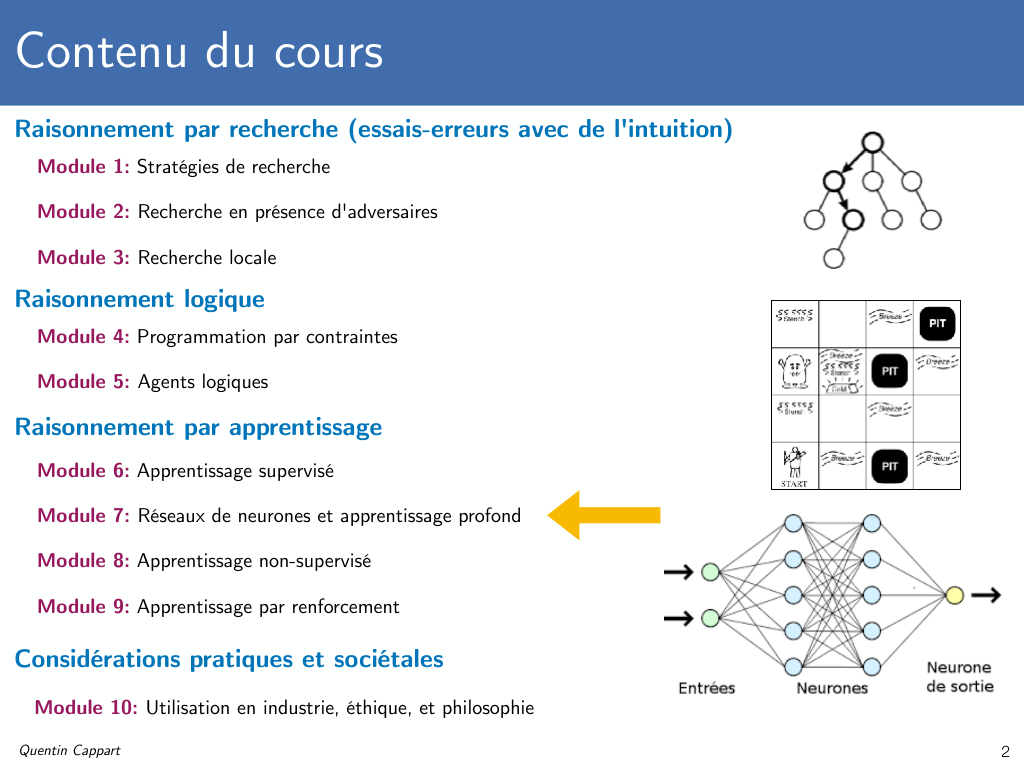 Contenu du cours
Raisonnement par recherche (essais-erreurs avec de l'intuition)
Module 1: Stratégies de recherche
Module 2: Recherche en présence d'adversaires
Module 3: Recherche locale
Raisonnement logique
Module 4: Programmation par contraintes
Module 5: Agents logiques
Raisonnement par apprentissage
Module 6: Apprentissage supervisé
Module 7: Réseaux de neurones et apprentissage profond
Module 8: Apprentissage non-supervisé
Module 9: Apprentissage par renforcement
Considérations pratiques et sociétales
Module 10: Utilisation en industrie, éthique, et philosophie
Stench
Breeze
PIT
Breeze
Stench
Gold
PIT
Breeze
Stench
Breeze
START
Breeze
PIT
Breeze
Entrées
Neurones
Neurone
de sortie
Quentin Cappart
2